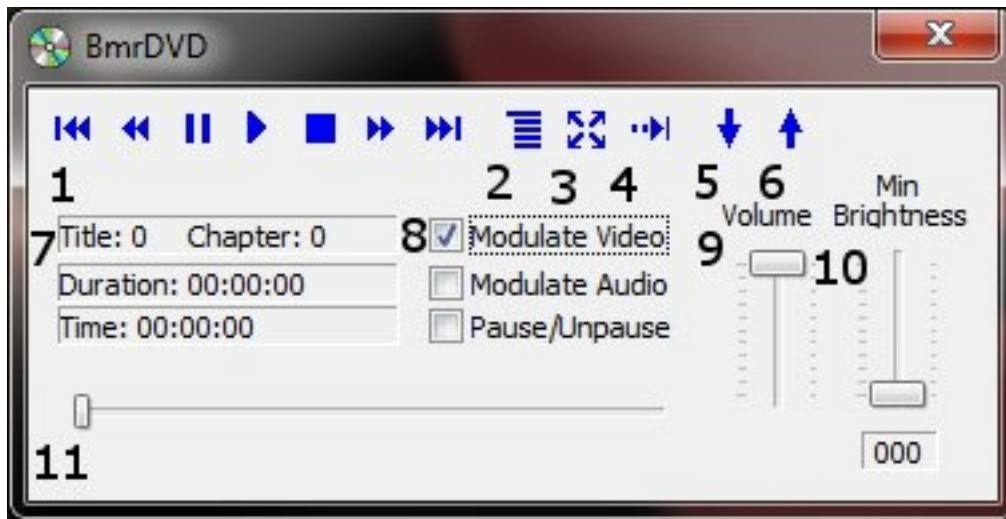 BmrDVD
1 2 3 4 5 6
Volume
Min
Brightness
7 Title: 0 Chapter: 0
8 Modulate Video
9
10
Duration: 00:00:00
Modulate Audio
Time: 00:00:00
Pause/Unpause
11
000